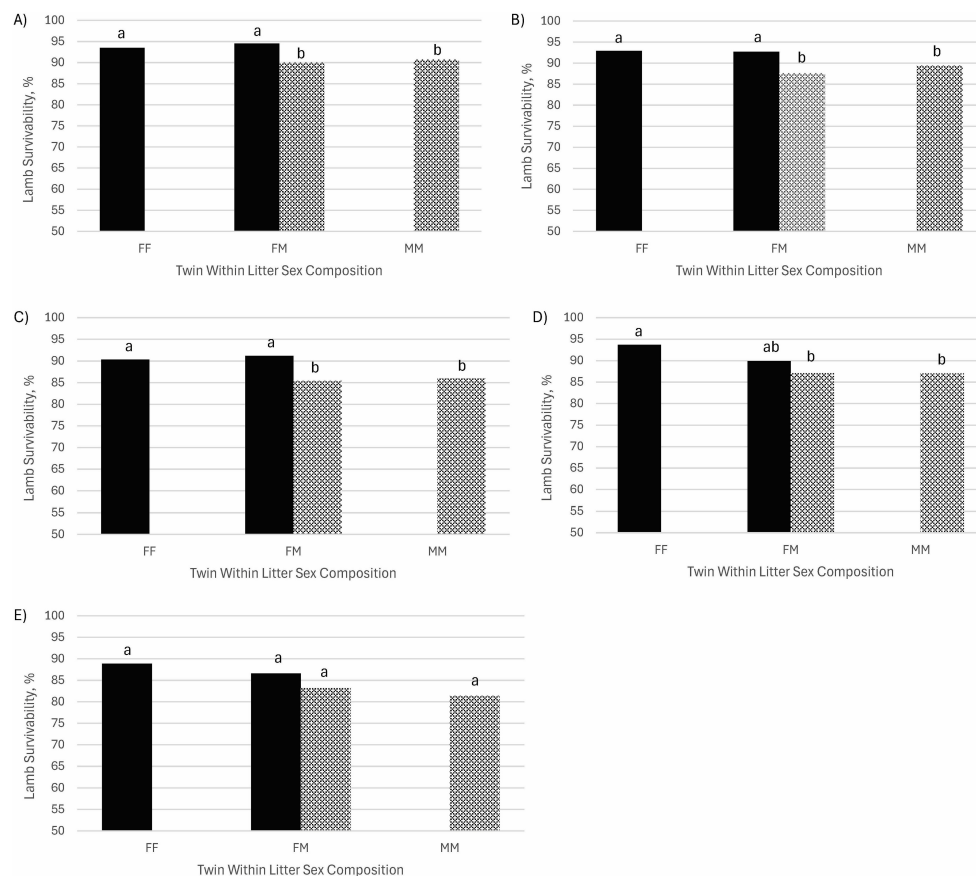 A)
Lamb Survivability, %
100
95
90
85
80
75
70
65
60
55
50
a
a
b
b
FF
FM
MM
Twin Within Litter Sex Composition
B)
Lamb Survivability, %
100
95
90
85
80
75
70
65
60
55
50
a
a
b
b
FF
FM
MM
Twin Within Litter Sex Composition
C)
Lamb Survivability, %
100
95
90
85
80
75
70
65
60
55
50
a
a
b
b
FF
FM
MM
Twin Within Litter Sex Composition
D)
Lamb Survivability, %
100
95
90
85
80
75
70
65
60
55
50
a
ab
b
b
FF
FM
MM
Twin Within Litter Sex Composition
E)
Lamb Survivability, %
100
95
90
85
80
75
70
65
60
55
50
a
a
a
a
FF
FM
MM
Twin Within Litter Sex Composition